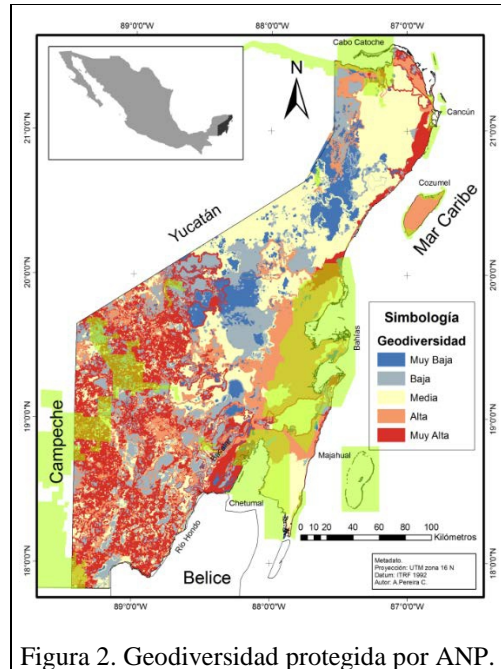 89°0'0"W
88°0'0"W
87°0'0"W
Cabo Catoche
N
21°0'0"N
21°0'0"N
Cancún
Cozumel
Yucatán
Mar Caribe
20°0'0"N
20°0'0"N
Simbología
Geodiversidad
Muy Baja
Baja
Media
Alta
Muy Alta
Bahías
19°0'0"N
19°0'0"N
Campeche
Majahual
Chetumal
Río Hondo
0 10 20 40 60 80 100
Kilómetros
18°0'0"N
18°0'0"N
Belice
Metadato.
Proyección: UTM zona 16 N
Datum: ITRF 1992
Autor: A.Pereira C.
89°0'0"W
88°0'0"W
87°0'0"W
Figura 2. Geodiversidad protegida por ANP.